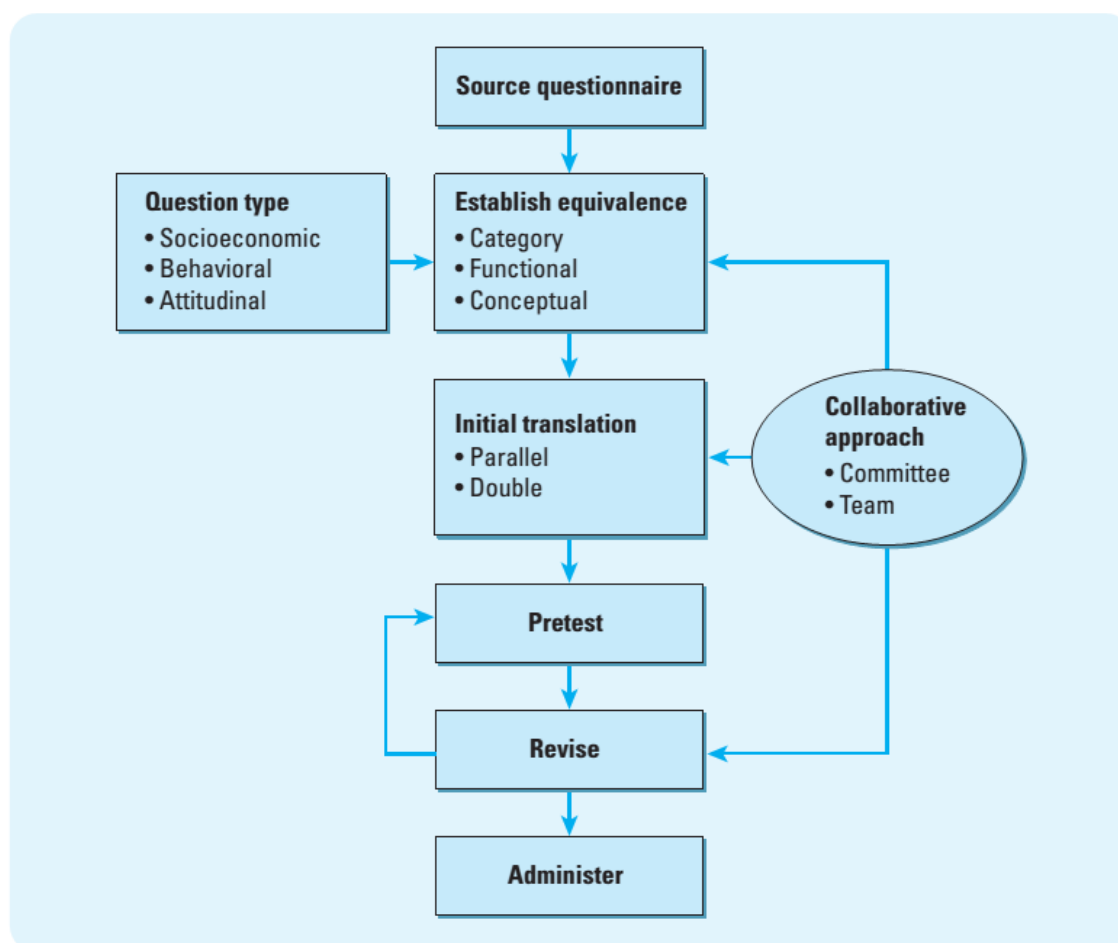 Source questionnaire
Question type
• Socioeconomic
• Behavioral
• Attitudinal
Establish equivalence
• Category
• Functional
• Conceptual
Initial translation
• Parallel
• Double
Collaborative
approach
• Committee
• Team
Pretest
Revise
Administer